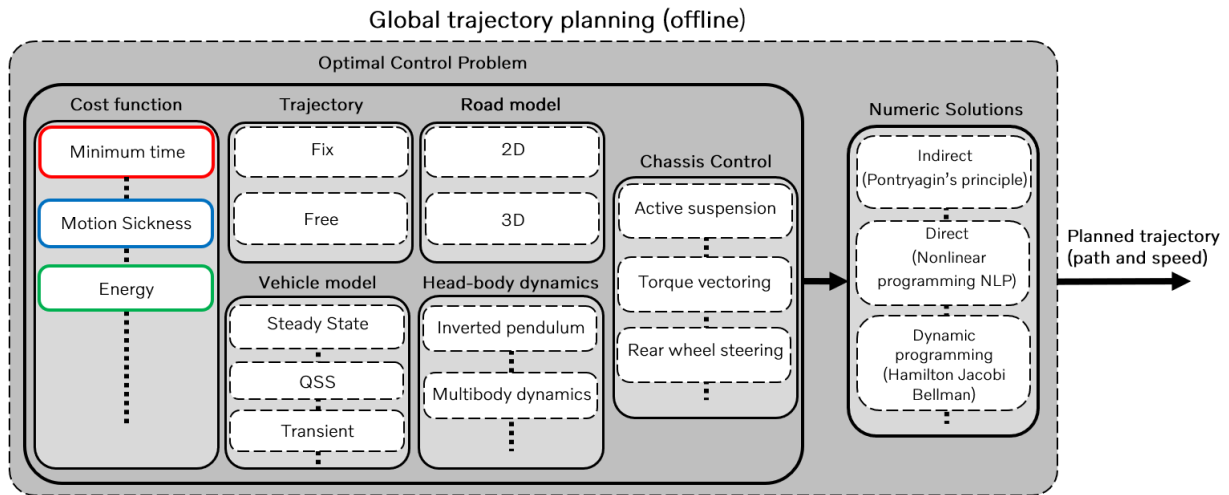 Global trajectory planning (offline)
Optimal Control Problem
Cost function
Minimum time
Motion Sickness
Energy
Trajectory
Fix
Free
Road model
2D
3D
Vehicle model
Steady State
QSS
Transient
Head-body dynamics
Inverted pendulum
Multibody dynamics
Chassis Control
Active suspension
Torque vectoring
Rear wheel steering
Numeric Solutions
Indirect
(Pontryagin's principle)
Direct
(Nonlinear
programming NLP)
Dynamic
programming
(Hamilton Jacobi
Bellman)
Planned trajectory
(path and speed)